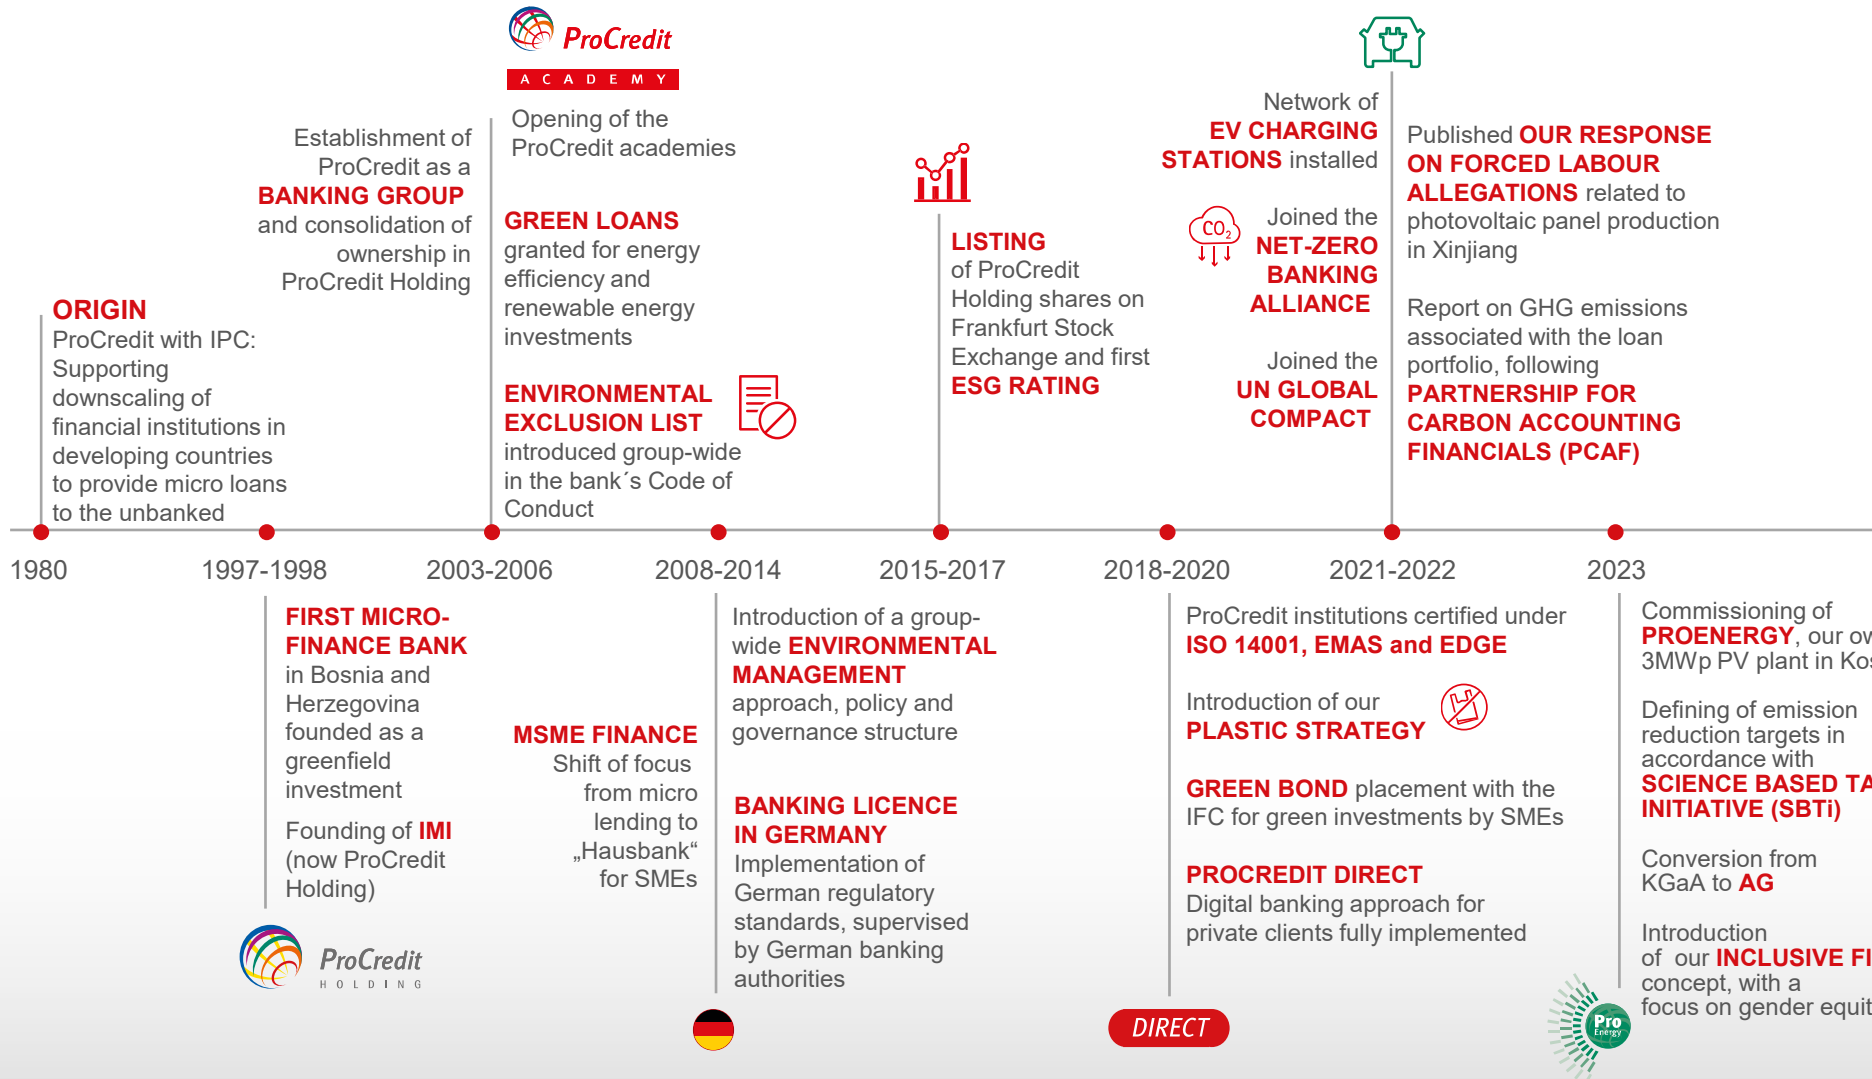 ProCredit
ACADEMY
Establishment of
ProCredit as a
BANKING GROUP
and consolidation of
ownership in
ProCredit Holding
Opening of the
ProCredit academies
GREEN LOANS
granted for energy
efficiency and
renewable energy
investments
ENVIRONMENTAL
EXCLUSION LIST
introduced group-wide
in the bank´s Code of
Conduct
ORIGIN
ProCredit with IPC:
Supporting
downscaling of
financial institutions in
developing countries
to provide micro loans
to the unbanked
LISTING
of ProCredit
Holding shares on
Frankfurt Stock
Exchange and first
ESG RATING
Network of
EV CHARGING
STATIONS installed
CO2
Joined the
NET-ZERO
BANKING
ALLIANCE
Joined the
UN GLOBAL
COMPACT
Published OUR RESPONSE
ON FORCED LABOUR
ALLEGATIONS related to
photovoltaic panel production
in Xinjiang
Report on GHG emissions
associated with the loan
portfolio, following
PARTNERSHIP FOR
CARBON ACCOUNTING
FINANCIALS (PCAF)
1980
1997-1998
2003-2006
2008-2014
2015-2017
2018-2020
2021-2022
2023
FIRST MICRO-
FINANCE BANK
in Bosnia and
Herzegovina
founded as a
greenfield
investment
Founding of IMI
(now ProCredit
Holding)
ProCredit
HOLDING
MSME FINANCE
Shift of focus
from micro
lending to
„Hausbank“
for SMEs
Introduction of a group-
wide ENVIRONMENTAL
MANAGEMENT
approach, policy and
governance structure
BANKING LICENCE
IN GERMANY
Implementation of
German regulatory
standards, supervised
by German banking
authorities
ProCredit institutions certified under
ISO 14001, EMAS and EDGE
Introduction of our
PLASTIC STRATEGY
GREEN BOND placement with the
IFC for green investments by SMEs
PROCREDIT DIRECT
Digital banking approach for
private clients fully implemented
DIRECT
Commissioning of
PROENERGY, our
3MWp PV plant in
Defining of emission
reduction targets in
accordance with
SCIENCE BASED
INITIATIVE (SBTi)
Conversion from
KGaA to AG
Introduction
of our INCLUSIVE
concept, with a
focus on gender
Pro
Energy